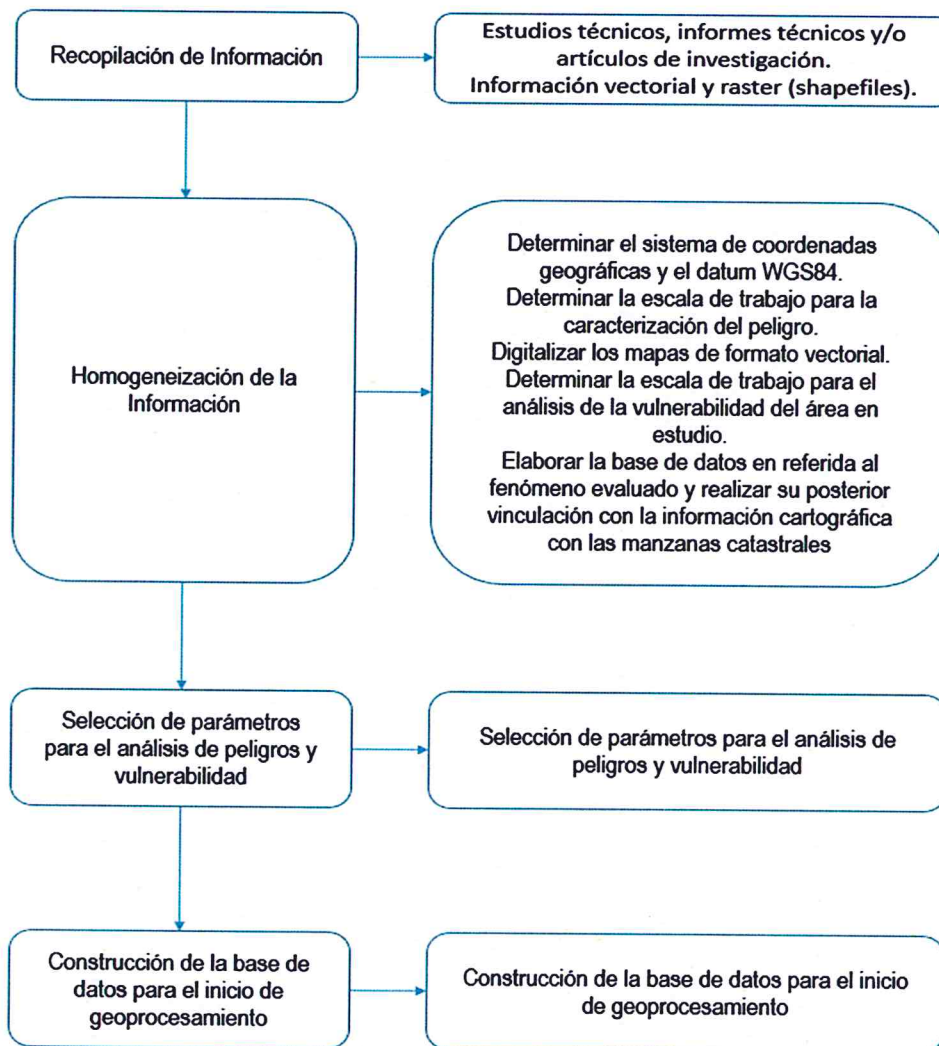 Recopilación de Información
Estudios técnicos, informes técnicos y/o
artículos de investigación.
Información vectorial y raster (shapefiles).
Homogeneización de la
Información
Determinar el sistema de coordenadas
geográficas y el datum WGS84.
Determinar la escala de trabajo para la
caracterización del peligro.
Digitalizar los mapas de formato vectorial.
Determinar la escala de trabajo para el
análisis de la vulnerabilidad del área en
estudio.
Elaborar la base de datos en referida al
fenómeno evaluado y realizar su posterior
vinculación con la información cartográfica
con las manzanas catastrales
Selección de parámetros
para el análisis de peligros y
vulnerabilidad
Selección de parámetros para el análisis de
peligros y vulnerabilidad
Construcción de la base de
datos para el inicio de
geoprocesamiento
Construcción de la base de datos para el inicio
de geoprocesamiento